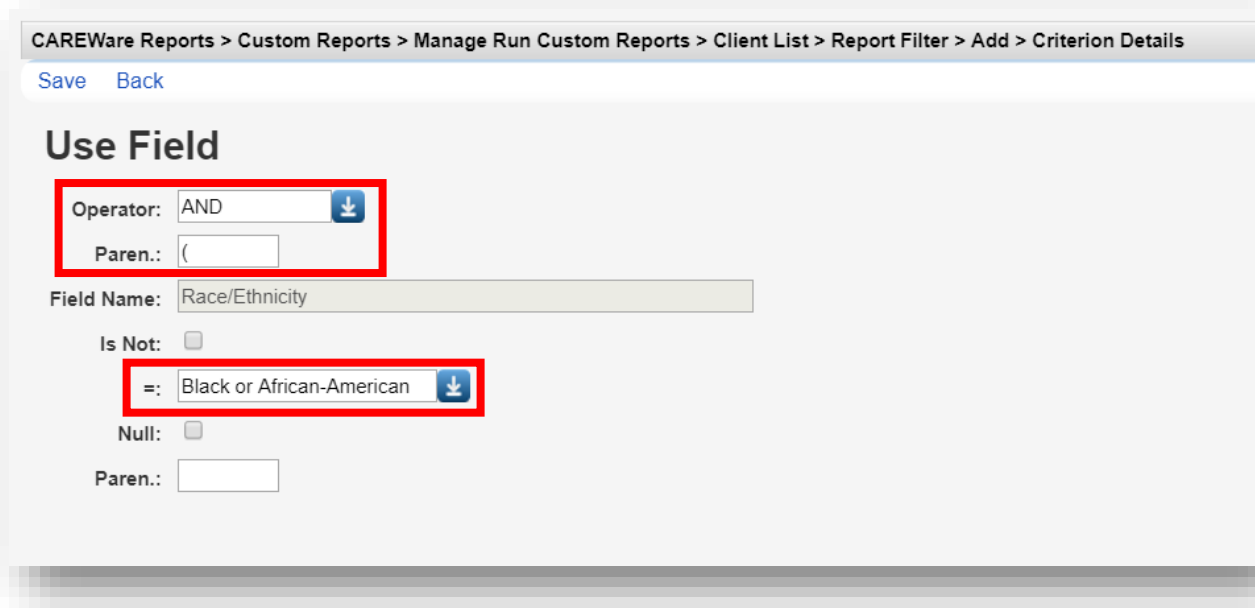 CAREWare Reports > Custom Reports > Manage Run Custom Reports > Client List > Report Filter > Add > Criterion Details
Save Back
Use Field
Operator: AND
Paren.: (
Field Name: Race/Ethnicity
Is Not:
=: Black or African-American
Null:
Paren.: